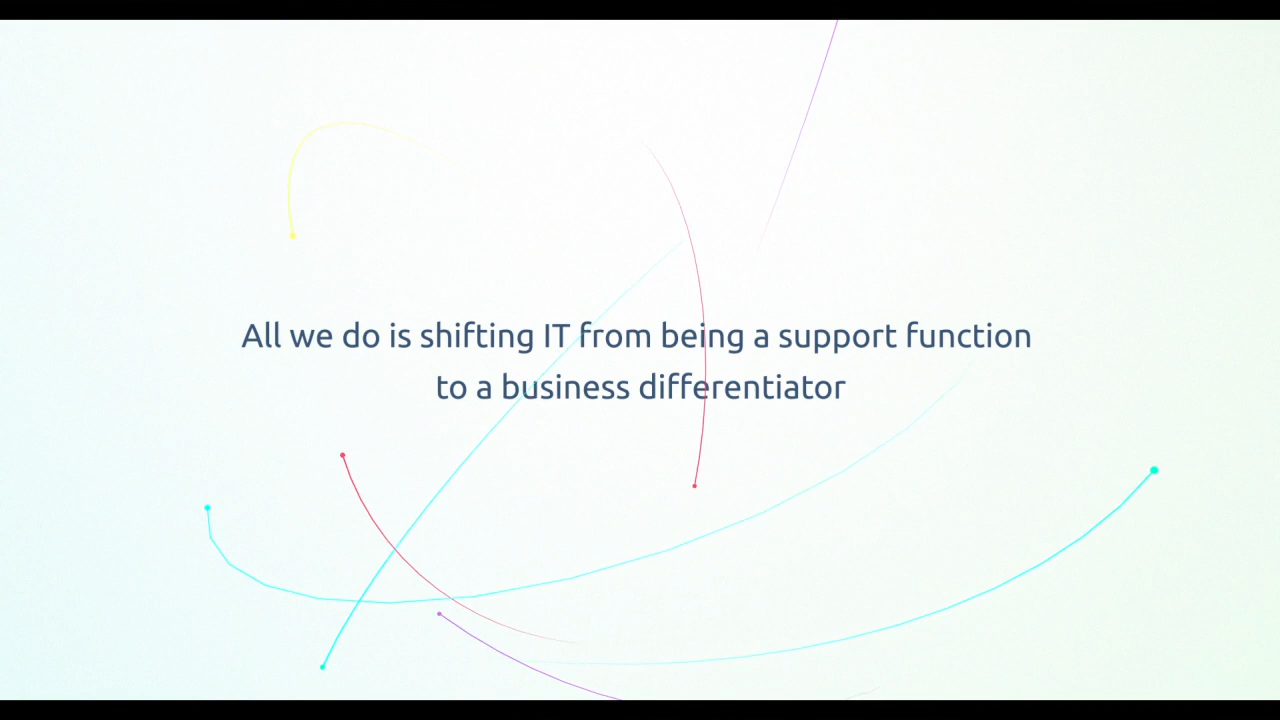 All we do is shifting IT from being a support function
to a business differentiator